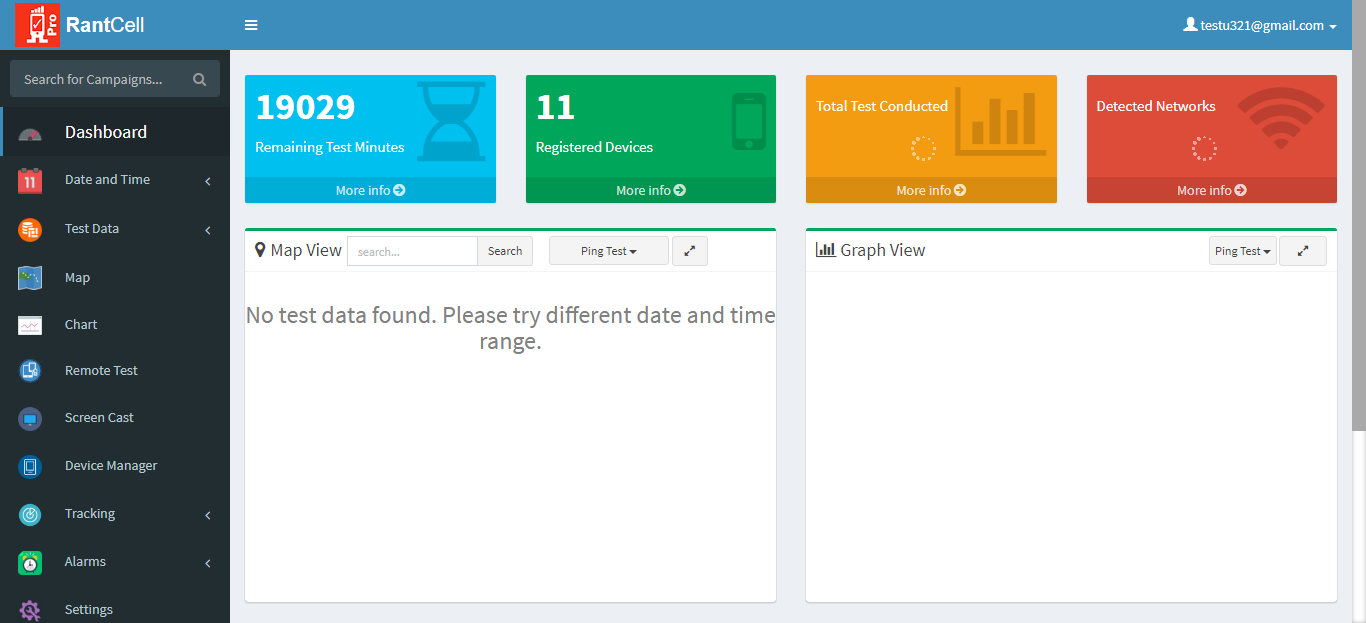 Pro
RantCell
testu321@gmail.com
Search for Campaigns...
Dashboard
11
Date and Time
Test Data
Map
Chart
Remote Test
Screen Cast
Device Manager
Tracking
Alarms
Settings
19029
Remaining Test Minutes
More info
11
Registered Devices
More info
Total Test Conducted
More info
Detected Networks
More info
Map View
search...
Search
Ping Test
No test data found. Please try different date and time
range.
Graph View
Ping Test